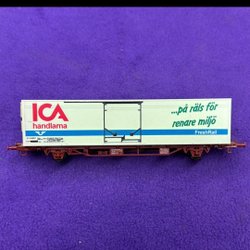 ICA
handlarna
...på räls för
renare miljö
FreshRail